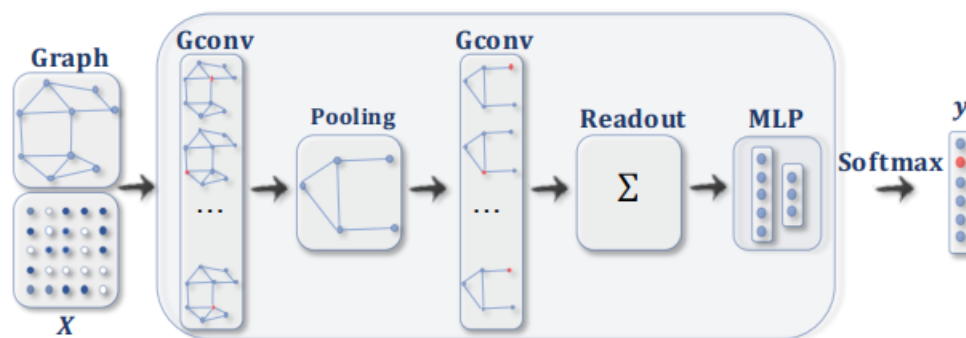 Graph
X
Gconv
...
Pooling
Gconv
...
Readout
Σ
MLP
Softmax
y